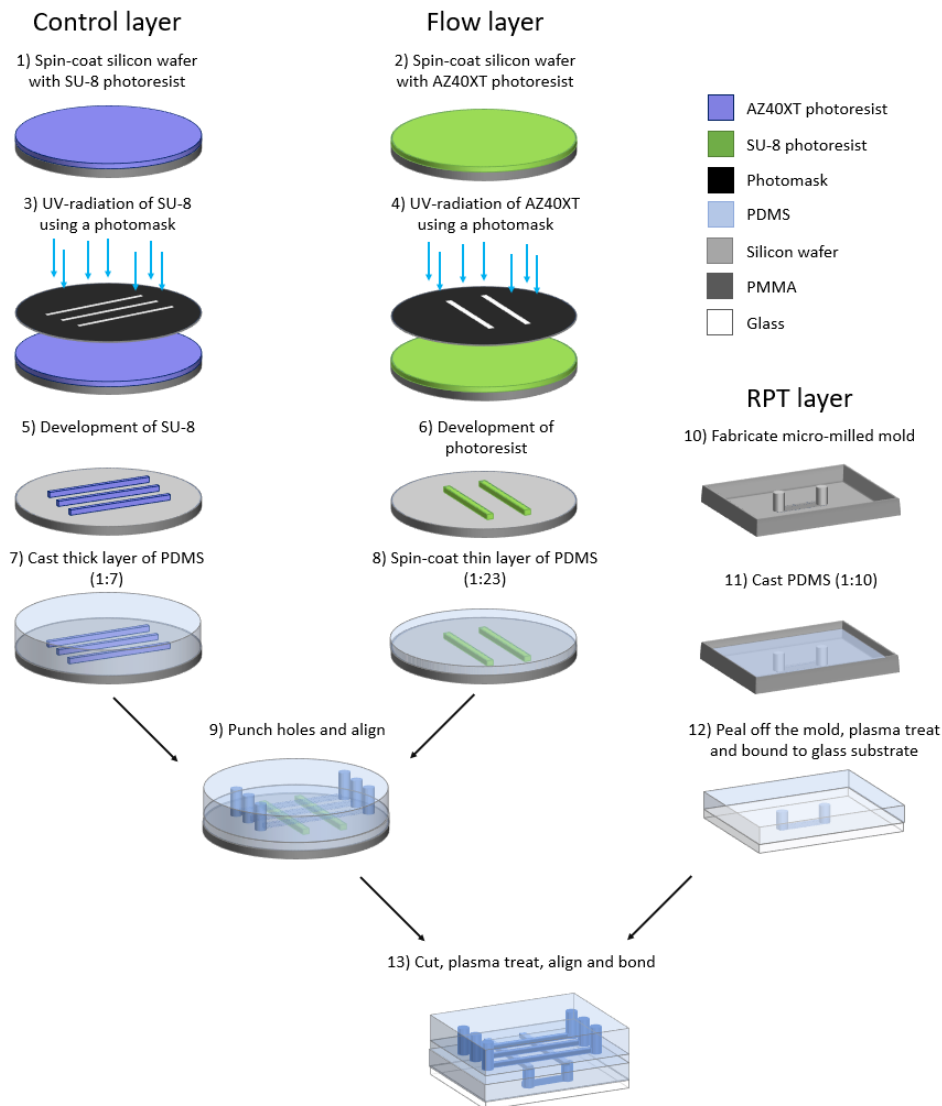 Control layer
Flow layer
1) Spin-coat silicon wafer
with SU-8 photoresist
2) Spin-coat silicon wafer
with AZ40XT photoresist
AZ40XT photoresist
SU-8 photoresist
Photomask
PDMS
Silicon wafer
PMMA
Glass
3) UV-radiation of SU-8
using a photomask
4) UV-radiation of AZ40XT
using a photomask
5) Development of SU-8
6) Development of
photoresist
RPT layer
10) Fabricate micro-milled mold
7) Cast thick layer of PDMS
(1:7)
8) Spin-coat thin layer of PDMS
(1:23)
11) Cast PDMS (1:10)
9) Punch holes and align
12) Peal off the mold, plasma treat
and bound to glass substrate
13) Cut, plasma treat, align and bond